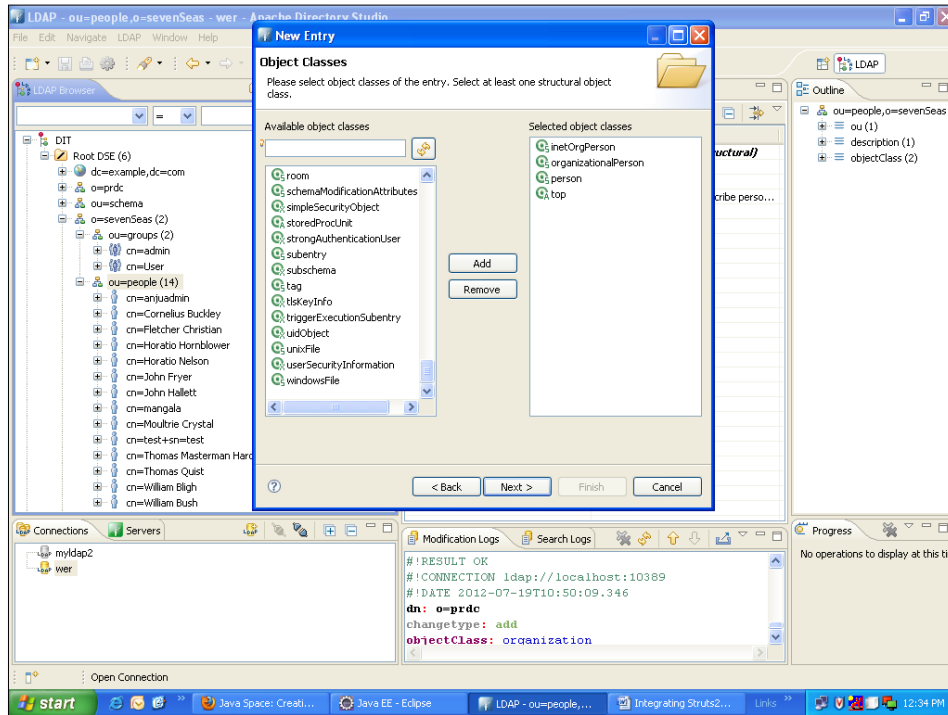 LDAP - ou=people,o=sevenSeas - wer - Apache Directory Studio
File Edit Navigate LDAP Window Help
LDAP
LDAP Browser
=
DIT
Root DSE (6)
dc=example,dc=com
o=prdc
ou=schema
o=sevenSeas (2)
ou=groups (2)
cn=admin
cn=User
ou=people (14)
cn=anjuadmin
cn=Cornelius Buckley
cn=Fletcher Christian
cn=Horatio Hornblower
cn=Horatio Nelson
cn=John Fryer
cn=John Hallett
cn=mangala
cn=Moultrie Crystal
cn=test+sn=test
cn=Thomas Masterman Hard
cn=Thomas Quist
cn=William Bligh
cn=William Bush
New Entry
Object Classes
Please select object classes of the entry. Select at least one structural object
class.
Available object classes
room
schemaModificationAttributes
simpleSecurityObject
storedProcUnit
strongAuthenticationUser
subentry
subschema
tag
tlsKeyInfo
triggerExecutionSubentry
uidObject
unixFile
userSecurityInformation
windowsFile
Add
Remove
Selected object classes
inetOrgPerson
organizationalPerson
person
top
< Back
Next >
Finish
Cancel
uctural)
cribe perso...
Outline
ou=people,o=sevenSeas
ou (1)
description (1)
objectClass (2)
Connections
Servers
myldap2
wer
Modification Logs
Search Logs
#!RESULT OK
#!CONNECTION ldap://localhost:10389
#!DATE 2012-07-19T10:50:09.346
dn: o=prdc
changetype: add
objectClass: organization
Progress
No operations to display at this ti
Open Connection
start
Java Space: Creati...
Java EE - Eclipse
LDAP - ou=people,...
Integrating Struts2...
Links
12:34 PM